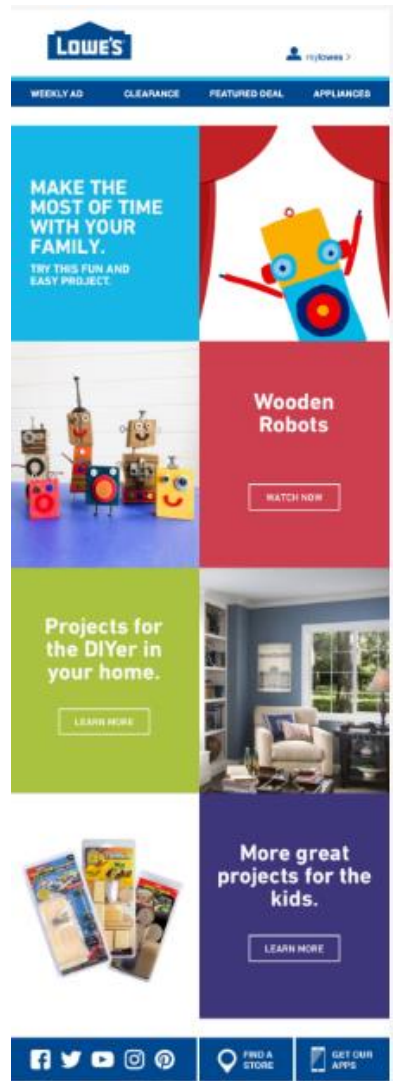 LOWE'S
mylowes >
WEEKLY AD CLEARANCE FEATURED DEAL APPLIANCES
MAKE THE
MOST OF TIME
WITH YOUR
FAMILY.
TRY THIS FUN AND
EASY PROJECT.
Wooden
Robots
WATCH NOW
Projects for
the DIYer in
your home.
LEARN MORE
More great
projects for the
kids.
LEARN MORE
FIND A
STORE
GET OUR
APPS